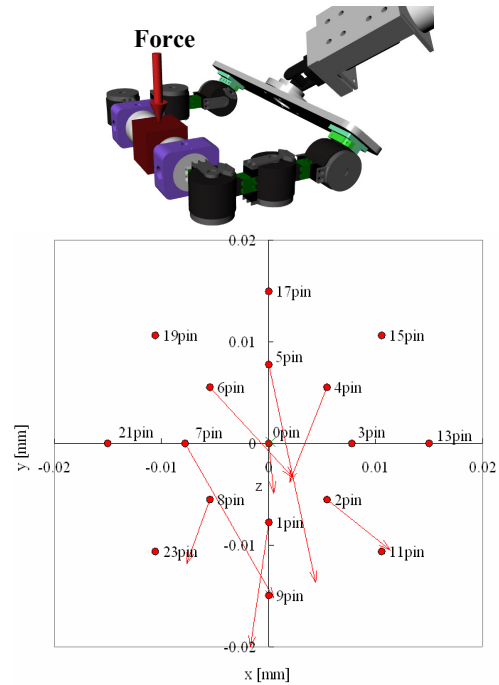 Force
0.02
17pin
19pin
0.01
15pin
5pin
6pin
4pin
21pin
7pin
0pin
3pin
13pin
0
-0.02
-0.01
0
0.01
0.02
z
8pin
2pin
1pin
-0.01
23pin
11pin
9pin
-0.02
y [mm]
x [mm]